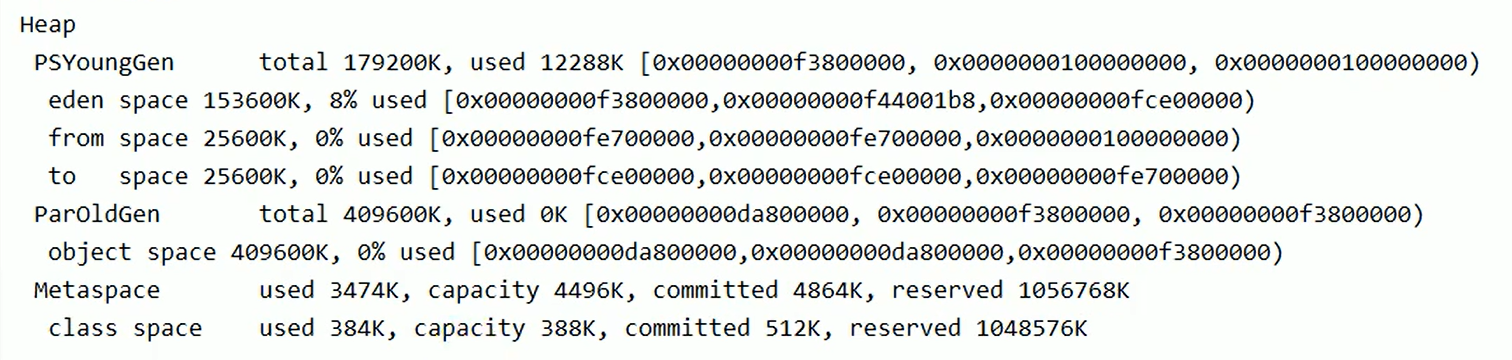 Heap
 PSYoungGen      total 179200K, used 12288K [0x00000000f3800000, 0x0000000100000000, 0x0000000100000000)
  eden space 153600K, 8% used [0x00000000f3800000,0x00000000f44001b8,0x00000000fce00000)
  from space 25600K, 0% used [0x00000000fe700000,0x00000000fe700000,0x0000000100000000)
  to   space 25600K, 0% used [0x00000000fce00000,0x00000000fce00000,0x00000000fe700000)
 ParOldGen       total 409600K, used 0K [0x00000000da800000, 0x00000000f3800000, 0x00000000f3800000)
  object space 409600K, 0% used [0x00000000da800000,0x00000000da800000,0x00000000f3800000)
 Metaspace       used 3474K, capacity 4496K, committed 4864K, reserved 1056768K
  class space    used 384K, capacity 388K, committed 512K, reserved 1048576K